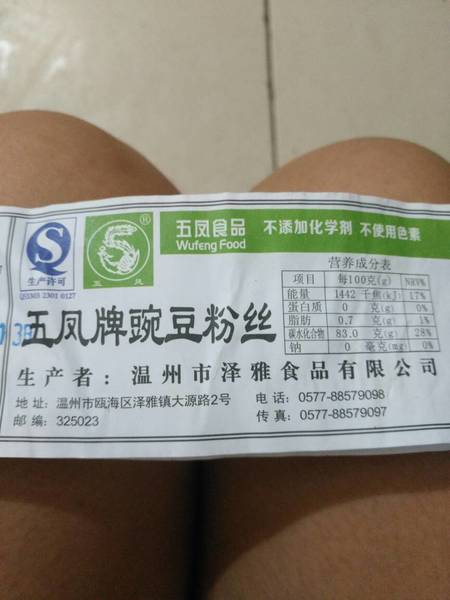 五凤食品 不添加化学剂 不使用色素
Wufeng Food
QS
生产许可
QS3303 2301 0127
五凤
®
营养成分表
项目 每100克(g) NRV%
能量 1442 千焦(kJ) 17%
蛋白质 0 克(g) 0%
脂肪 0.7 克(g) 1%
碳水化合物 83.0 克(g) 28%
钠 0 毫克(mg) 0%
五凤牌豌豆粉丝
生产者：温州市泽雅食品有限公司
地址：温州市瓯海区泽雅镇大源路2号 电话：0577-88579098
邮编：325023 传真：0577-88579097